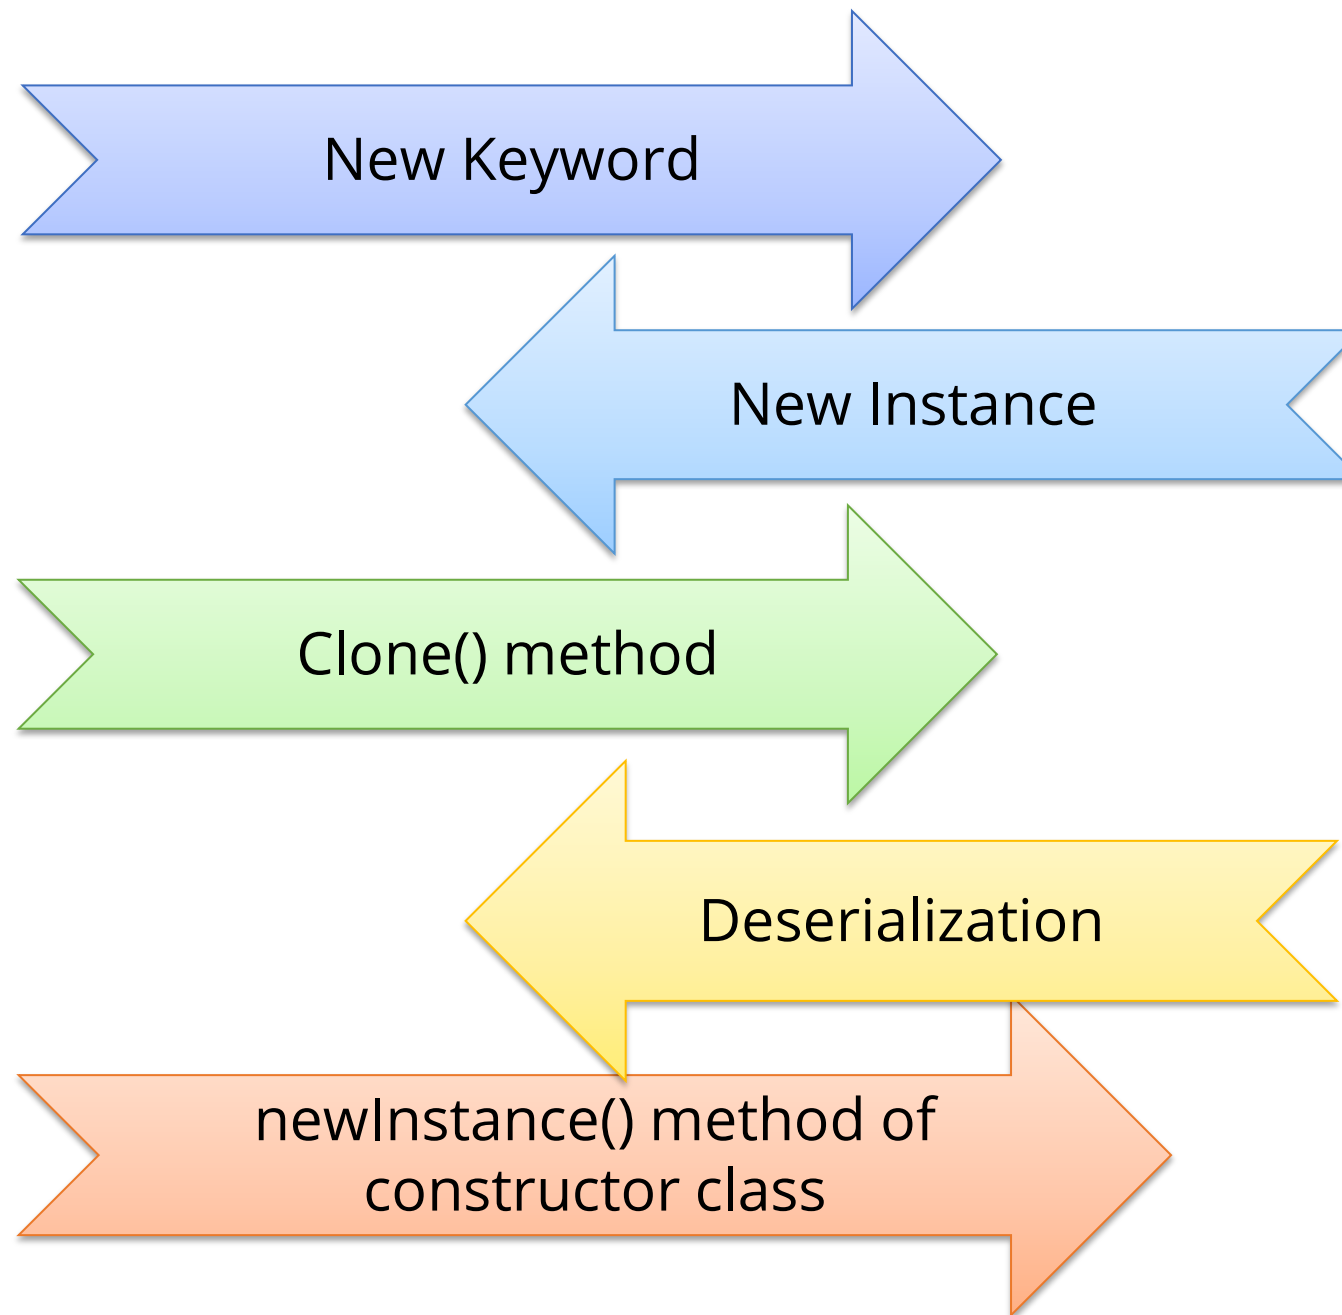 New Keyword
New Instance
Clone() method
Deserialization
newInstance() method of
constructor class